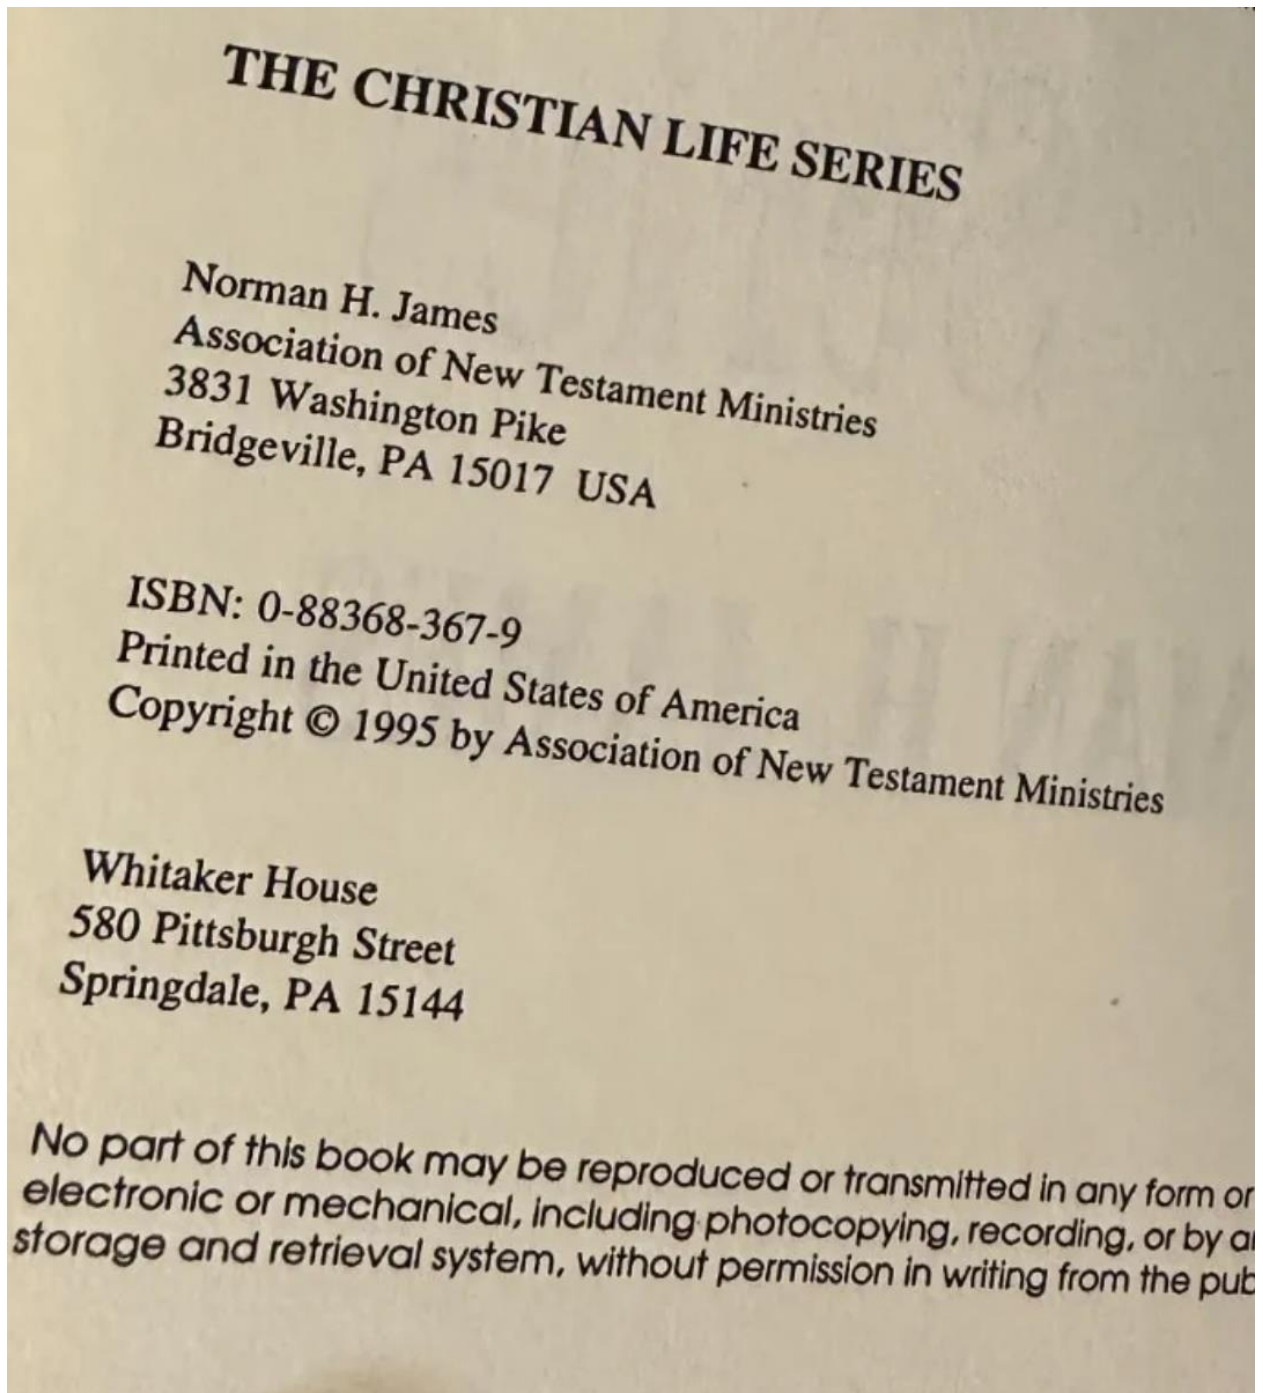 THE CHRISTIAN LIFE SERIES
Norman H. James
Association of New Testament Ministries
3831 Washington Pike
Bridgeville, PA 15017 USA
ISBN: 0-88368-367-9
Printed in the United States of America
Copyright © 1995 by Association of New Testament Ministries
Whitaker House
580 Pittsburgh Street
Springdale, PA 15144
No part of this book may be reproduced or transmitted in any form or
electronic or mechanical, including photocopying, recording, or by
storage and retrieval system, without permission in writing from the